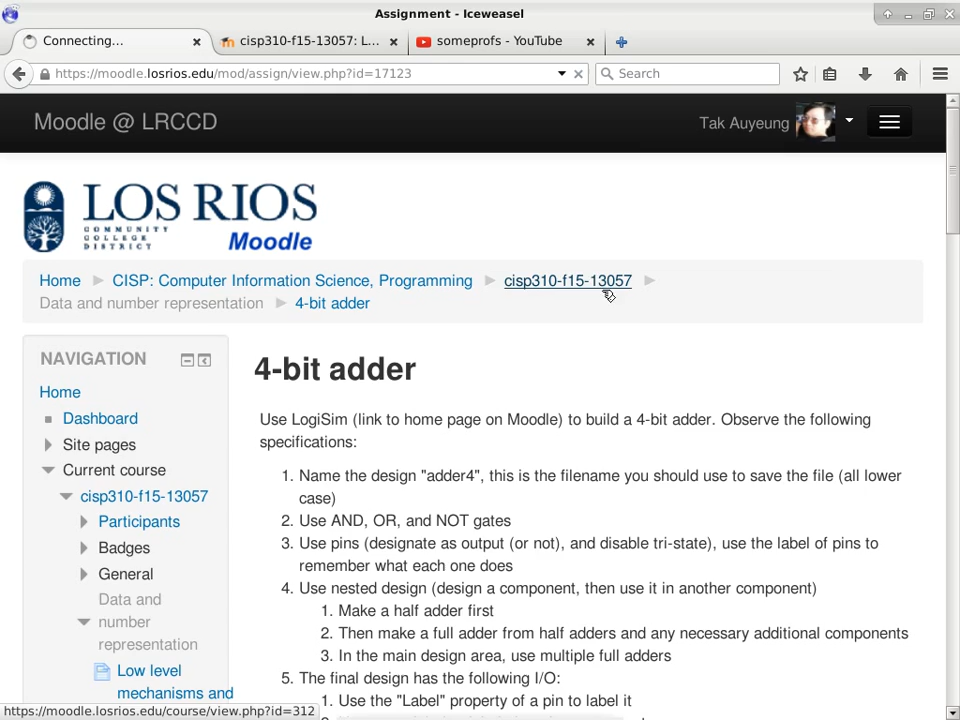 Assignment - Iceweasel
Connecting...
cisp310-f15-13057: L...
someprofs - YouTube
https://moodle.losrios.edu/mod/assign/view.php?id=17123
Search
Moodle @ LRCCD
Tak Auyeung
LOS RIOS
COMMUNITY
COLLEGE
DISTRICT
Moodle
Home
CISP: Computer Information Science, Programming
cisp310-f15-13057
Data and number representation
4-bit adder
NAVIGATION
Home
Dashboard
Site pages
Current course
cisp310-f15-13057
Participants
Badges
General
Data and
number
representation
Low level
mechanisms and
4-bit adder
Use LogiSim (link to home page on Moodle) to build a 4-bit adder. Observe the following
specifications:
1. Name the design "adder4", this is the filename you should use to save the file (all lower
case)
2. Use AND, OR, and NOT gates
3. Use pins (designate as output (or not), and disable tri-state), use the label of pins to
remember what each one does
4. Use nested design (design a component, then use it in another component)
1. Make a half adder first
2. Then make a full adder from half adders and any necessary additional components
3. In the main design area, use multiple full adders
5. The final design has the following I/O:
1. Use the "Label" property of a pin to label it
https://moodle.losrios.edu/course/view.php?id=312